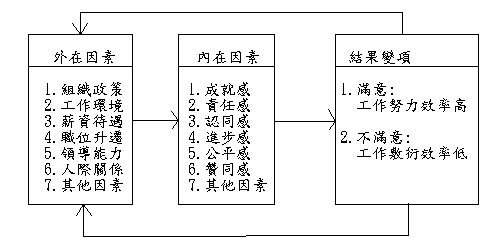 外在因素
1.組織政策
2.工作環境
3.薪資待遇
4.職位升遷
5.領導能力
6.人際關係
7.其他因素
內在因素
1.成就感
2.責任感
3.認同感
4.進步感
5.公平感
6.贊同感
7.其他因素
結果變項
1.滿意:
工作努力效率高
2.不滿意:
工作敷衍效率低